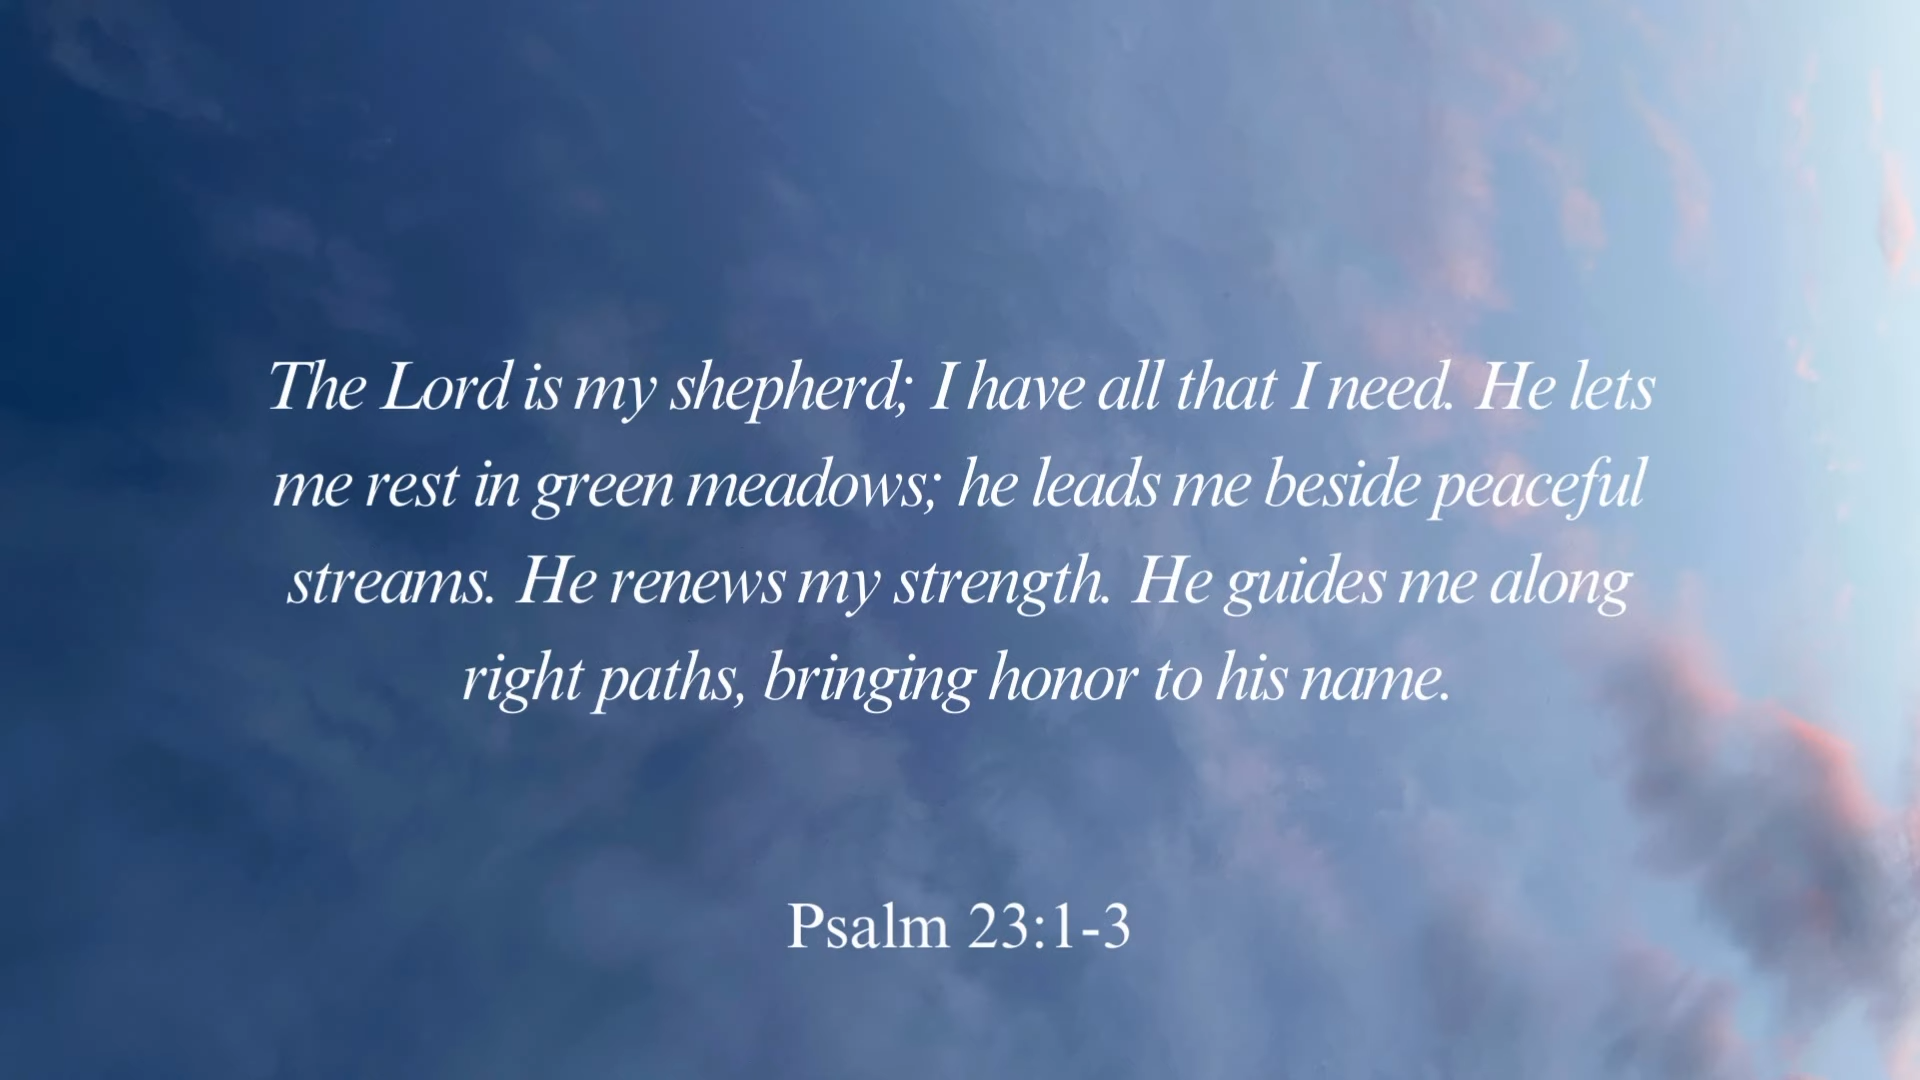 The Lord is my shepherd; I have all that I need. He lets
me rest in green meadows; he leads me beside peaceful
streams. He renews my strength. He guides me along
right paths, bringing honor to his name.
Psalm 23:1-3